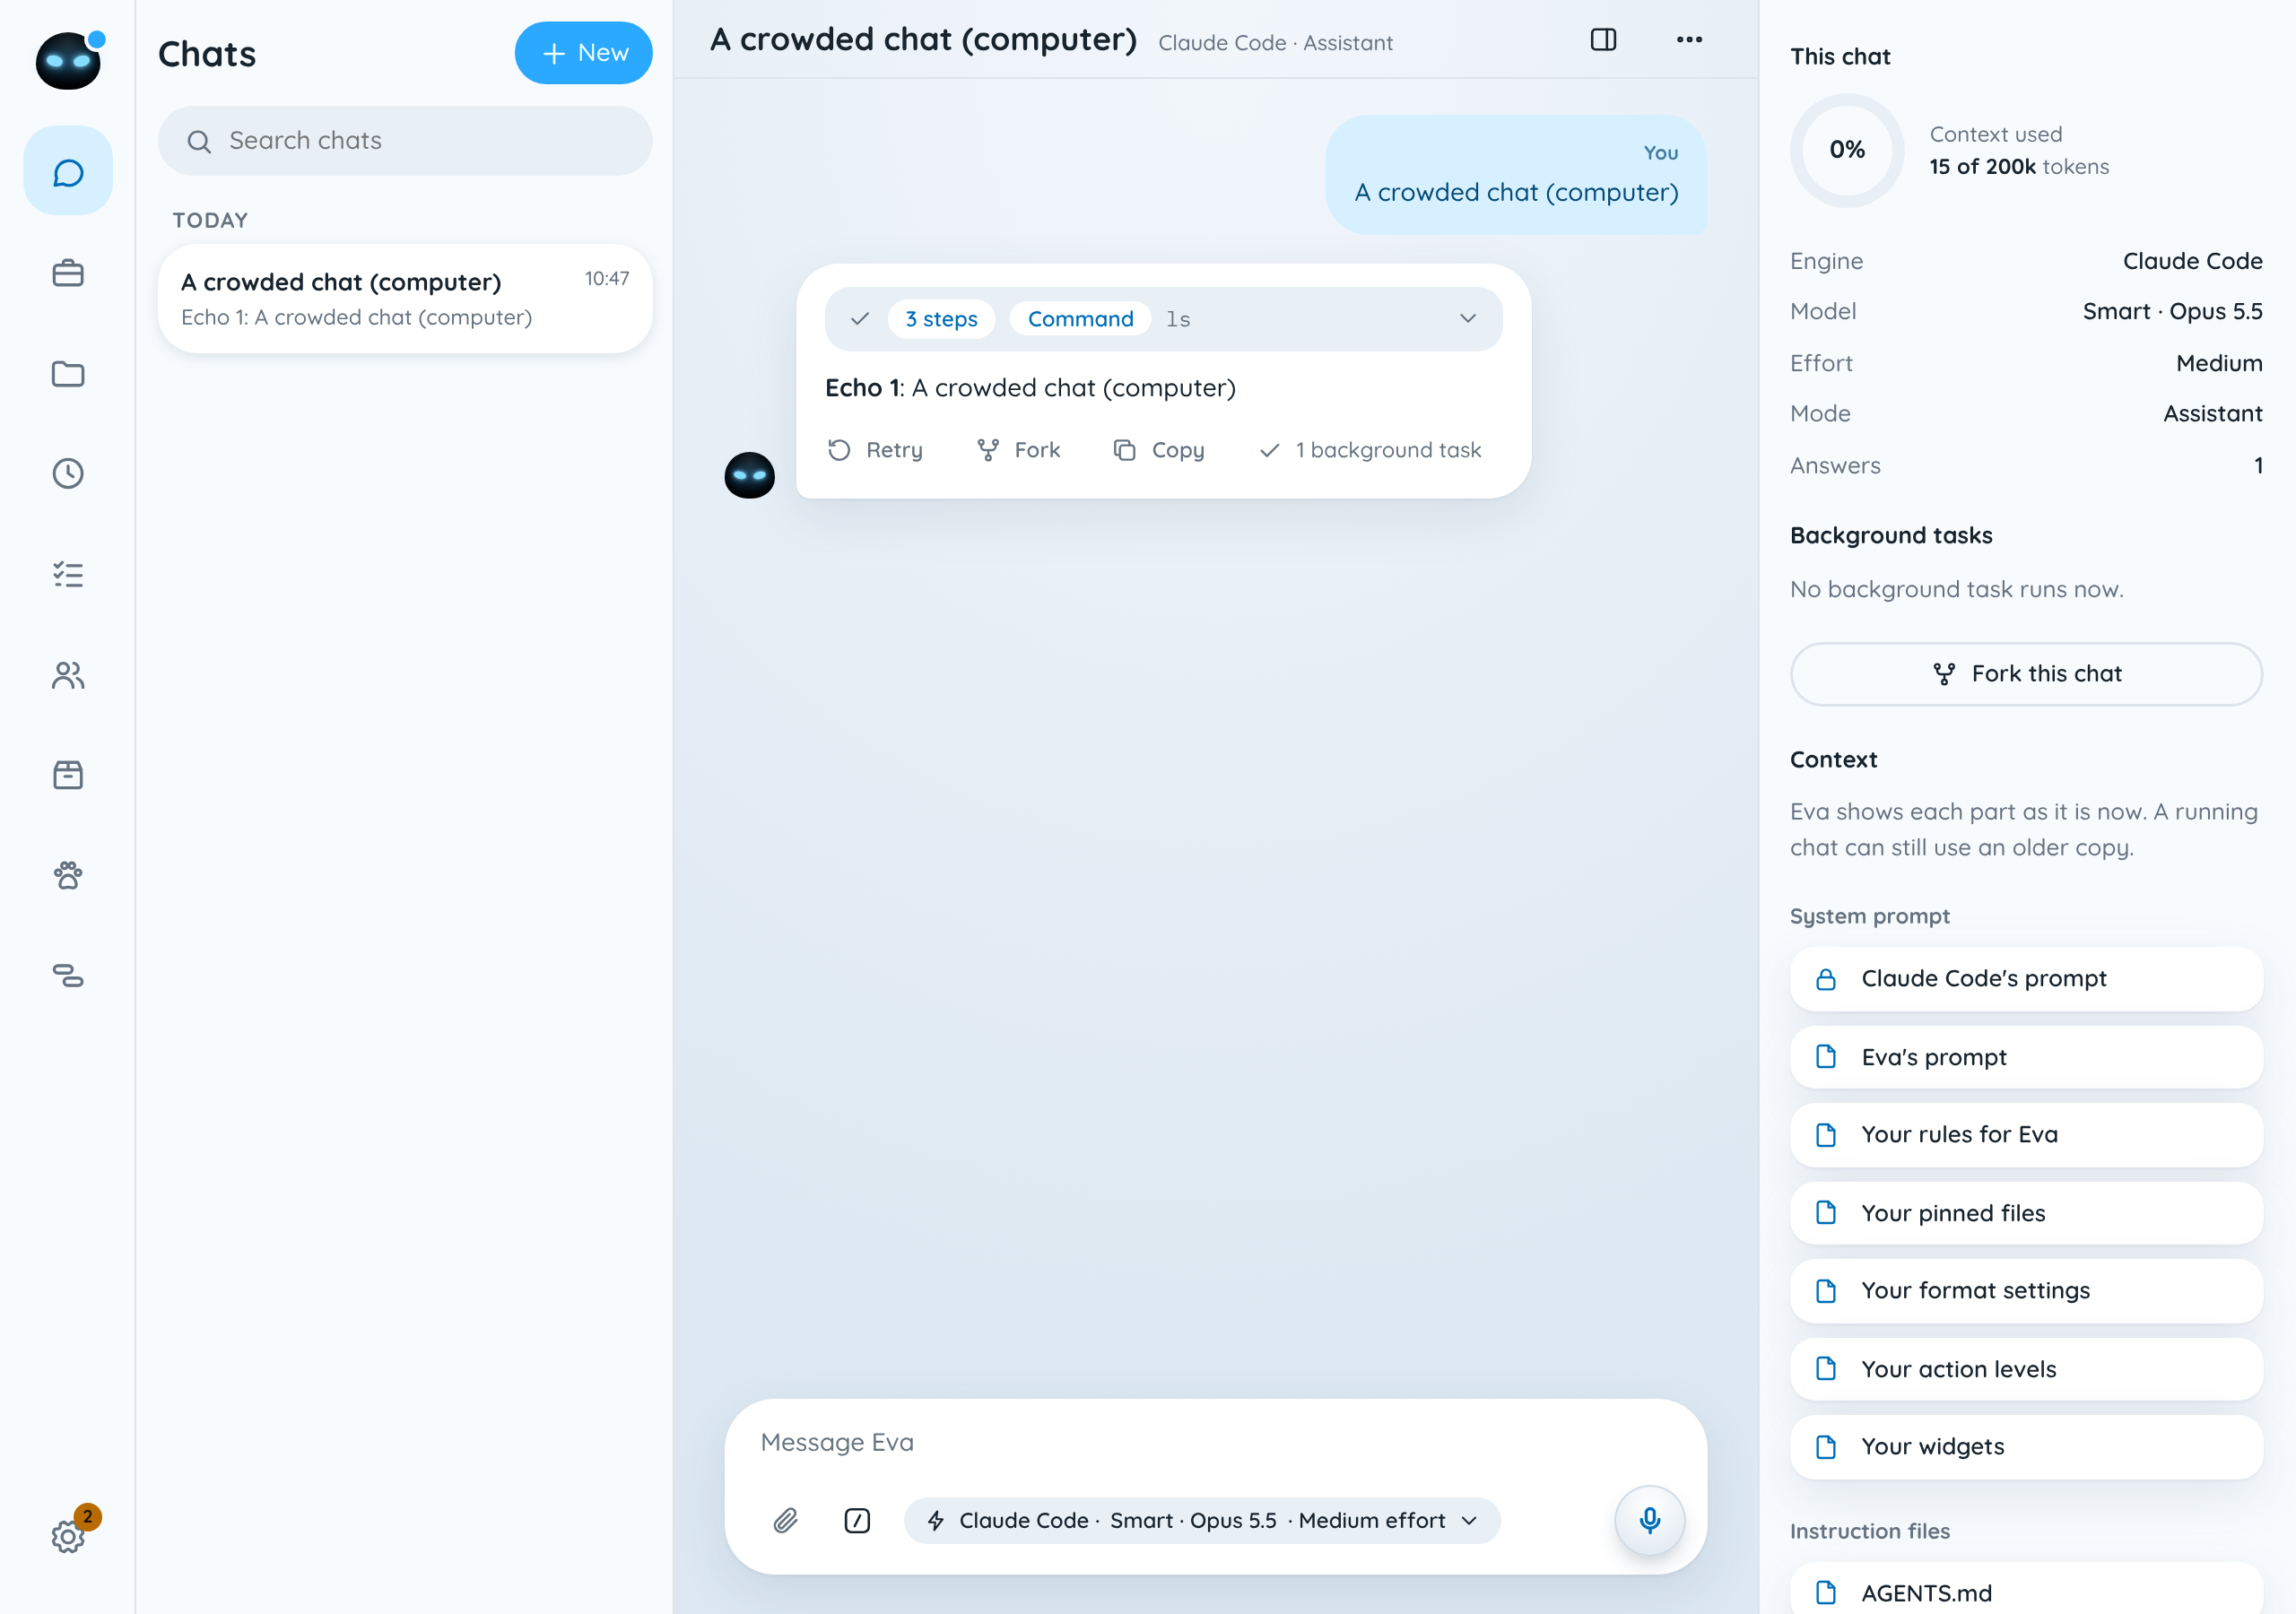 Chats
New
Search chats
TODAY
A crowded chat (computer)
10:47
Echo 1: A crowded chat (computer)
2
A crowded chat (computer)
Claude Code · Assistant
You
A crowded chat (computer)
3 steps
Command
ls
Echo 1: A crowded chat (computer)
Retry
Fork
Copy
1 background task
Message Eva
Claude Code · Smart · Opus 5.5 · Medium effort
This chat
0%
Context used
15 of 200k tokens
Engine
Claude Code
Model
Smart · Opus 5.5
Effort
Medium
Mode
Assistant
Answers
1
Background tasks
No background task runs now.
Fork this chat
Context
Eva shows each part as it is now. A running
chat can still use an older copy.
System prompt
Claude Code's prompt
Eva's prompt
Your rules for Eva
Your pinned files
Your format settings
Your action levels
Your widgets
Instruction files
AGENTS.md